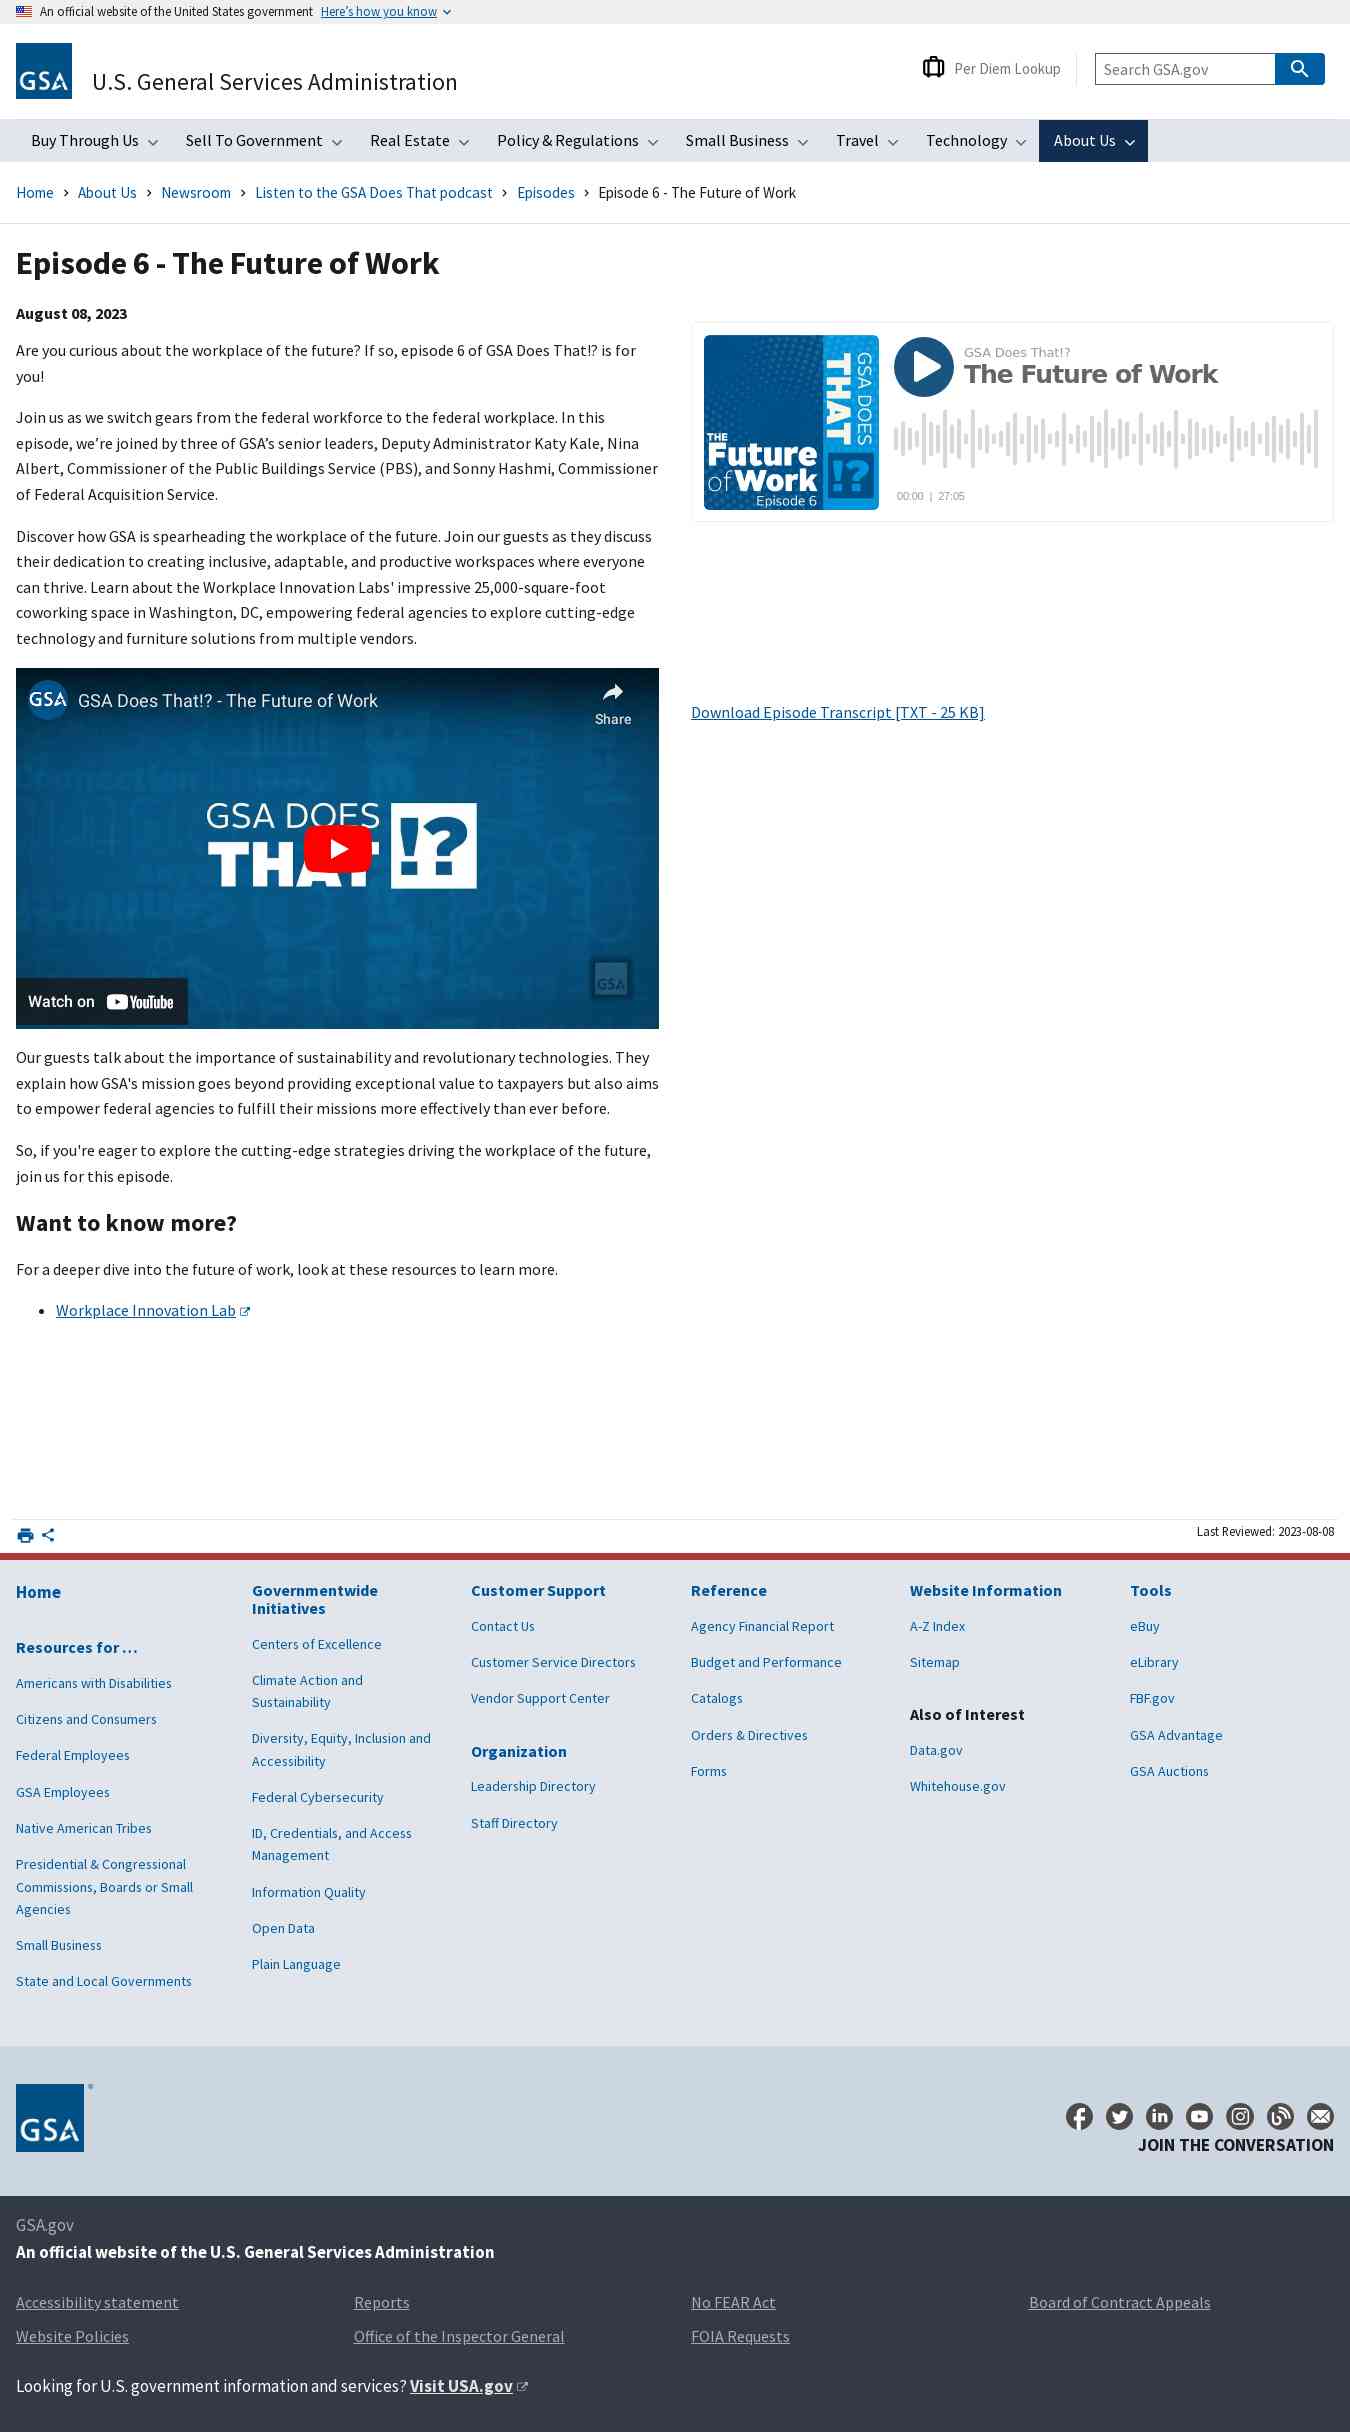 An official website of the United States government Here's how you know
GSA
U.S. General Services Administration
Per Diem Lookup
Search GSA.gov
Buy Through Us
Sell To Government
Real Estate
Policy & Regulations
Small Business
Travel
Technology
About Us
Home
About Us
Newsroom
Listen to the GSA Does That podcast
Episodes
Episode 6 - The Future of Work
Episode 6 - The Future of Work
August 08, 2023
Are you curious about the workplace of the future? If so, episode 6 of GSA Does That!? is for
you!
Join us as we switch gears from the federal workforce to the federal workplace. In this
episode, we’re joined by three of GSA’s senior leaders, Deputy Administrator Katy Kale, Nina
Albert, Commissioner of the Public Buildings Service (PBS), and Sonny Hashmi, Commissioner
of Federal Acquisition Service.
Discover how GSA is spearheading the workplace of the future. Join our guests as they discuss
their dedication to creating inclusive, adaptable, and productive workspaces where everyone
can thrive. Learn about the Workplace Innovation Labs' impressive 25,000-square-foot
coworking space in Washington, DC, empowering federal agencies to explore cutting-edge
technology and furniture solutions from multiple vendors.
GSA
GSA Does That!? - The Future of Work
Share
GSA DOES
THAT !?
GSA
Watch on YouTube
Our guests talk about the importance of sustainability and revolutionary technologies. They
explain how GSA's mission goes beyond providing exceptional value to taxpayers but also aims
to empower federal agencies to fulfill their missions more effectively than ever before.
So, if you're eager to explore the cutting-edge strategies driving the workplace of the future,
join us for this episode.
Want to know more?
For a deeper dive into the future of work, look at these resources to learn more.
Workplace Innovation Lab
GSA DOES
THAT
!?
THE
Future
of Work
Episode 6
GSA Does That!?
The Future of Work
00:00 | 27:05
Download Episode Transcript [TXT - 25 KB]
Last Reviewed: 2023-08-08
Home
Resources for …
Americans with Disabilities
Citizens and Consumers
Federal Employees
GSA Employees
Native American Tribes
Presidential & Congressional
Commissions, Boards or Small
Agencies
Small Business
State and Local Governments
Governmentwide
Initiatives
Centers of Excellence
Climate Action and
Sustainability
Diversity, Equity, Inclusion and
Accessibility
Federal Cybersecurity
ID, Credentials, and Access
Management
Information Quality
Open Data
Plain Language
Customer Support
Contact Us
Customer Service Directors
Vendor Support Center
Organization
Leadership Directory
Staff Directory
Reference
Agency Financial Report
Budget and Performance
Catalogs
Orders & Directives
Forms
Website Information
A-Z Index
Sitemap
Also of Interest
Data.gov
Whitehouse.gov
Tools
eBuy
eLibrary
FBF.gov
GSA Advantage
GSA Auctions
GSA
JOIN THE CONVERSATION
GSA.gov
An official website of the U.S. General Services Administration
Accessibility statement
Reports
No FEAR Act
Board of Contract Appeals
Website Policies
Office of the Inspector General
FOIA Requests
Looking for U.S. government information and services? Visit USA.gov